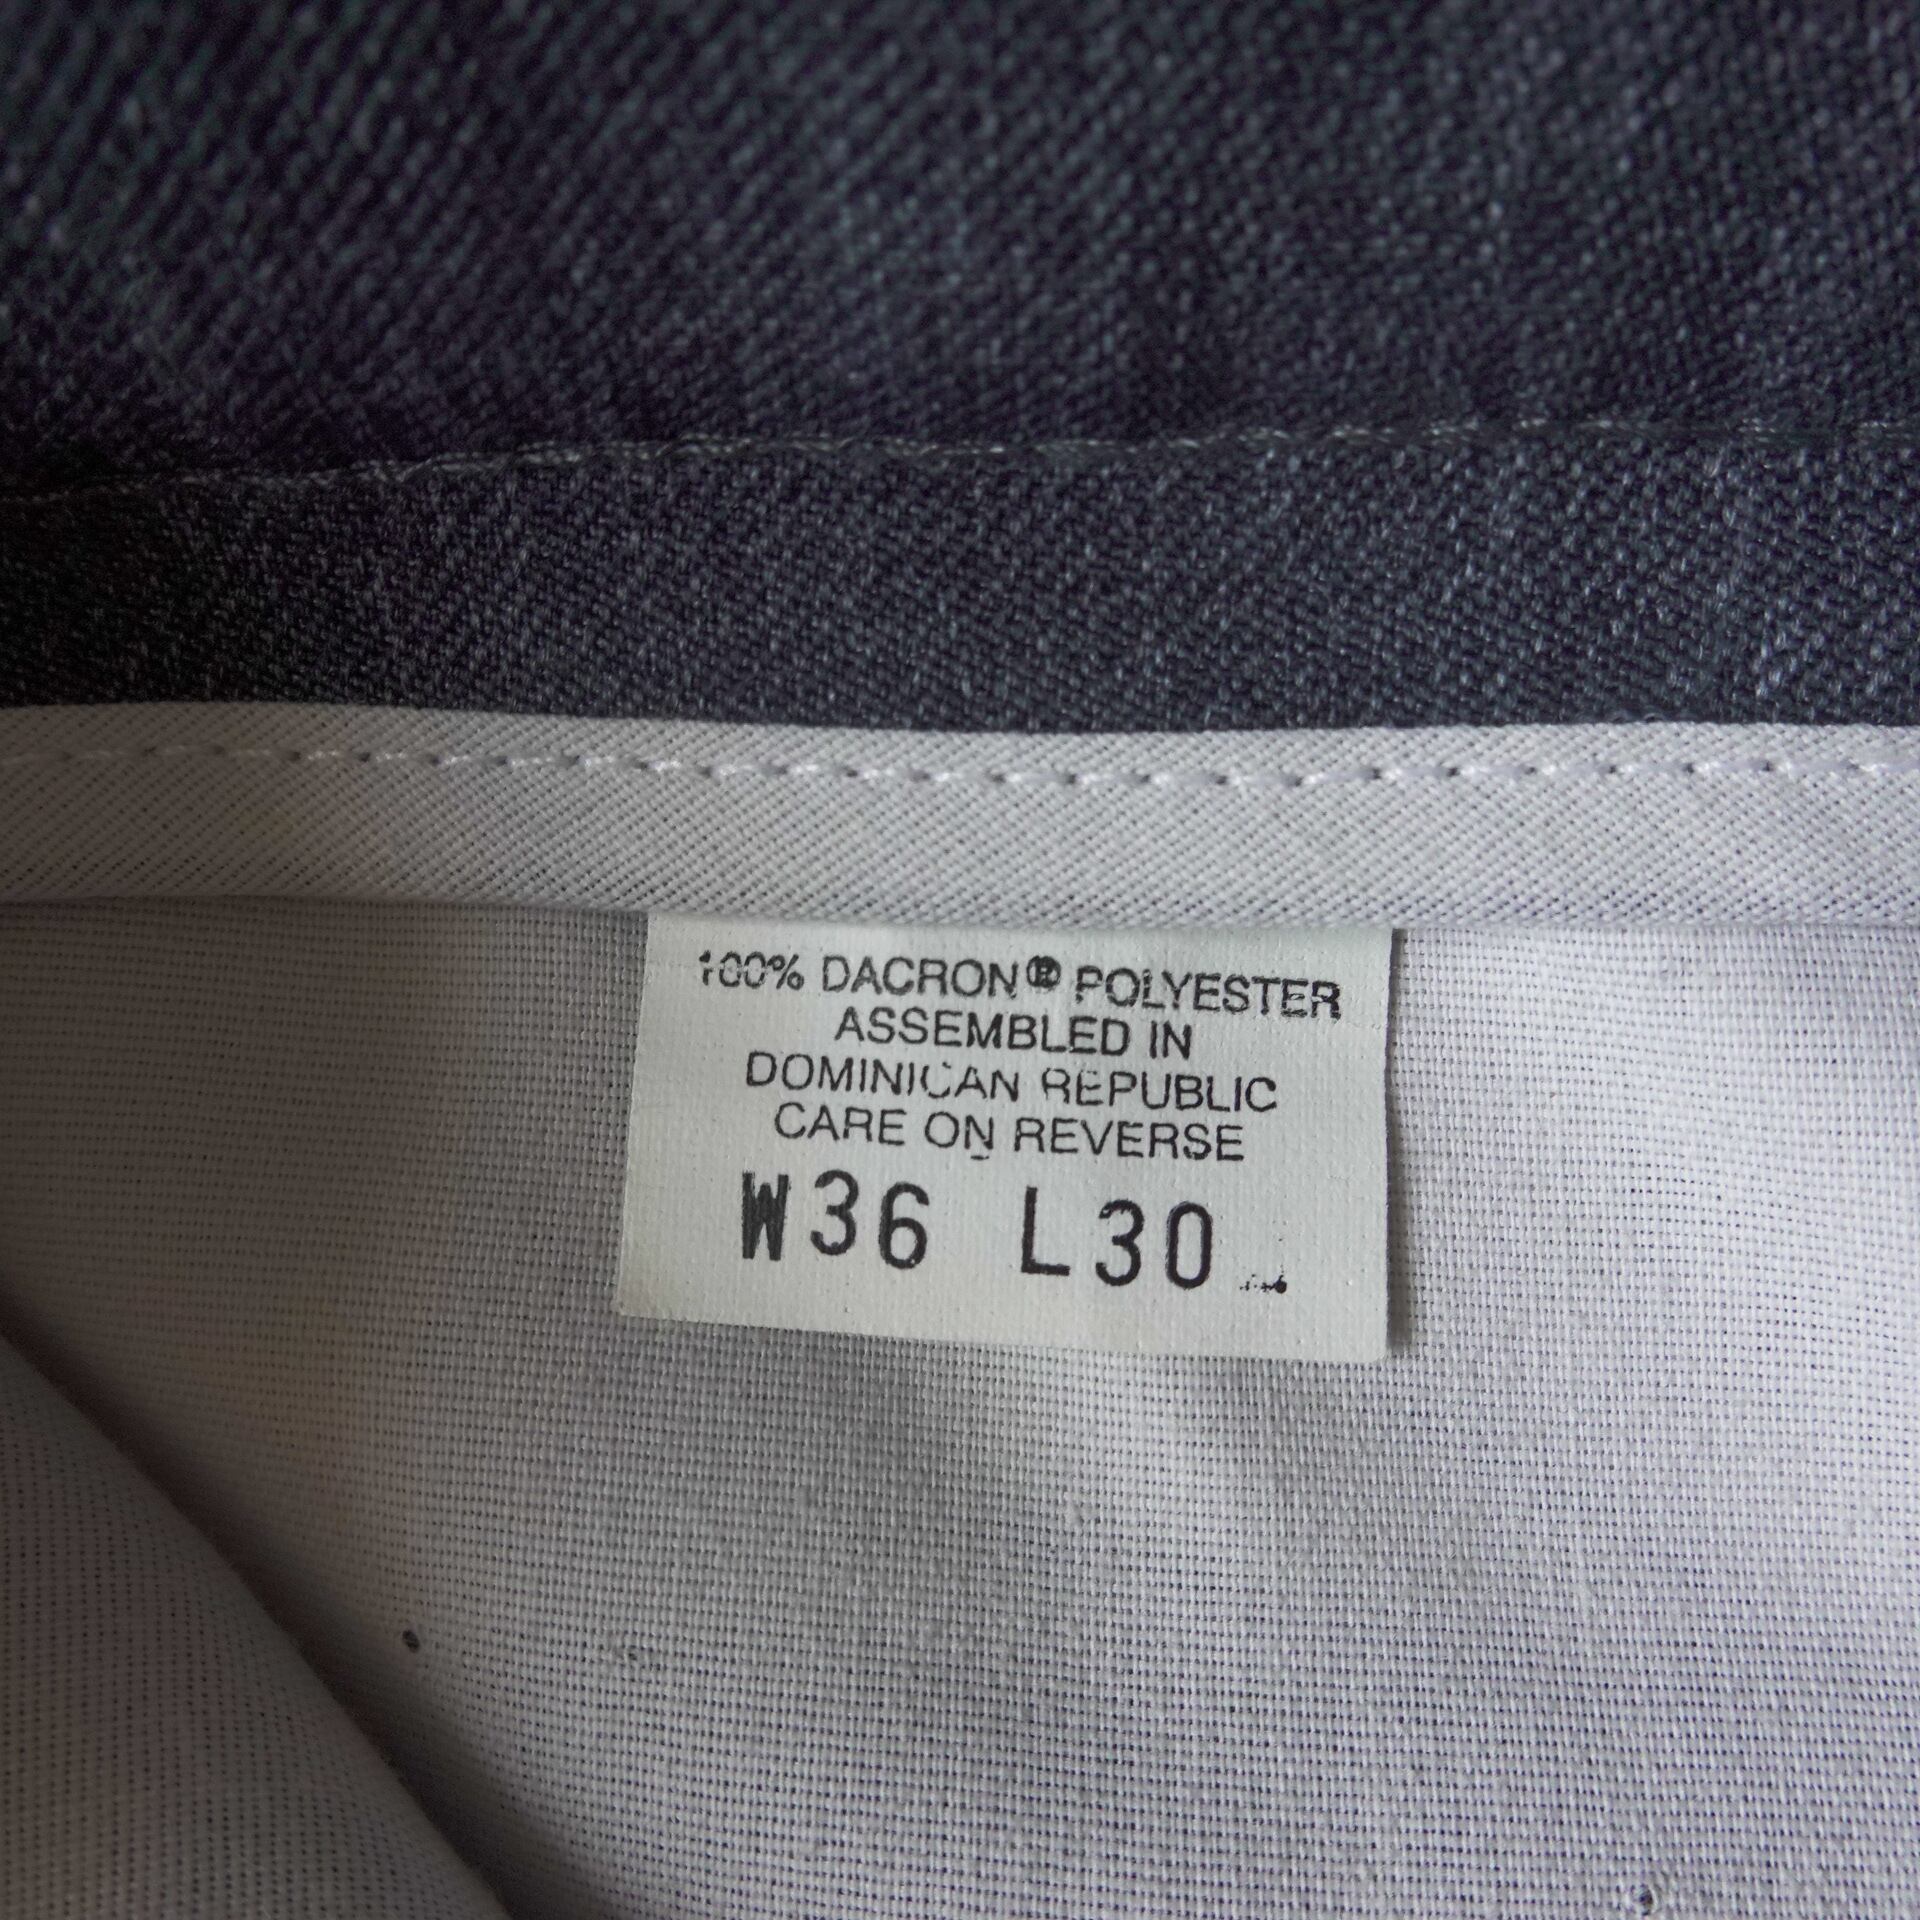 100% DACRON® POLYESTER
ASSEMBLED IN
DOMINICAN REPUBLIC
CARE ON REVERSE
W36 L30